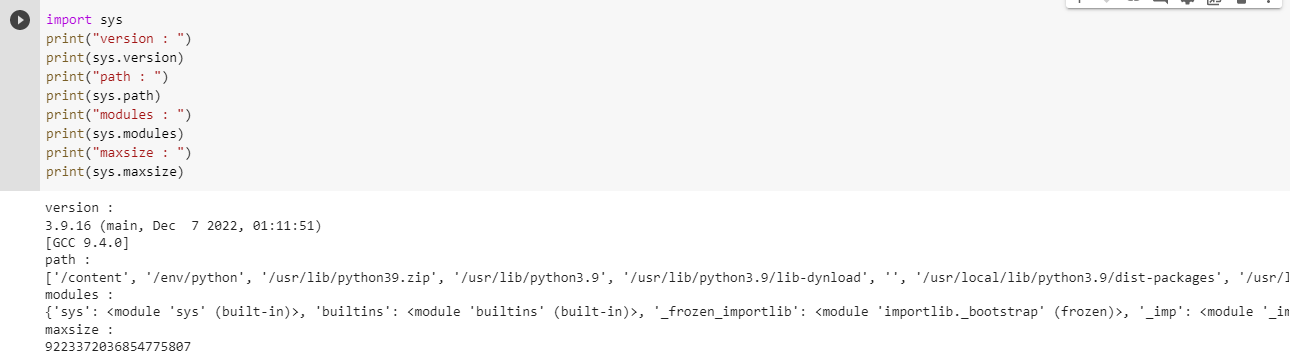 import sys
print("version : ")
print(sys.version)
print("path : ")
print(sys.path)
print("modules : ")
print(sys.modules)
print("maxsize : ")
print(sys.maxsize)
version :
3.9.16 (main, Dec  7 2022, 01:11:51)
[GCC 9.4.0]
path :
['/content', '/env/python', '/usr/lib/python39.zip', '/usr/lib/python3.9', '/usr/lib/python3.9/lib-dynload', '', '/usr/local/lib/python3.9/dist-packages', '/usr/l
modules :
{'sys': <module 'sys' (built-in)>, 'builtins': <module 'builtins' (built-in)>, '_frozen_importlib': <module 'importlib._bootstrap' (frozen)>, '_imp': <module '_im
maxsize :
9223372036854775807